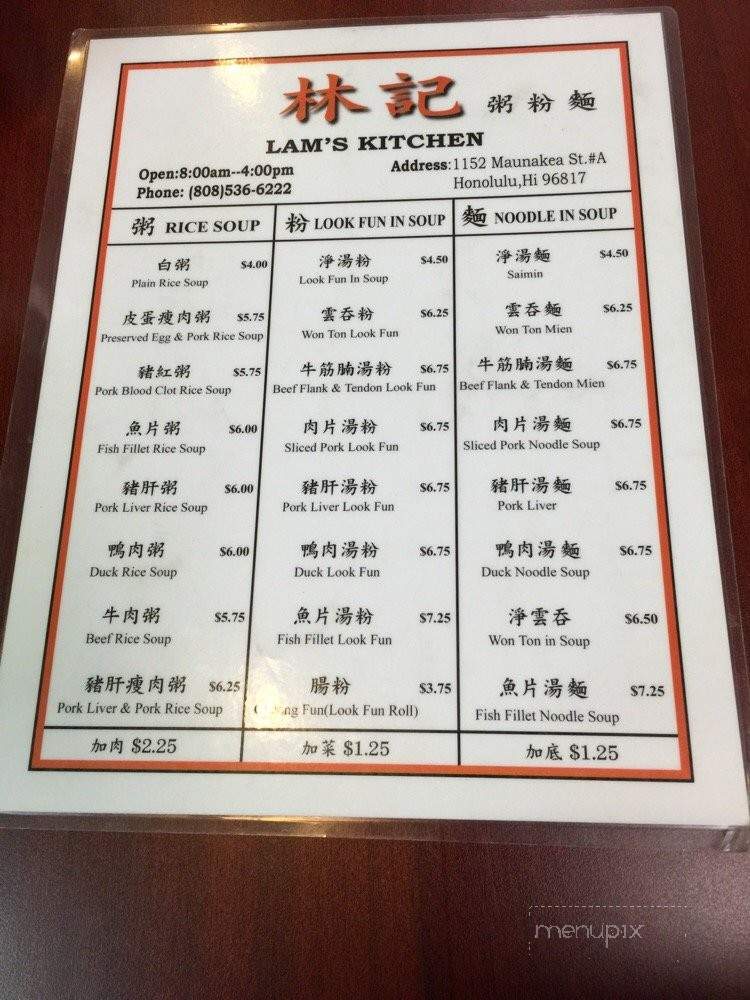 林記 粥粉麵
LAM'S KITCHEN
Open:8:00am--4:00pm
Phone: (808)536-6222
Address:1152 Maunakea St.#A
Honolulu,Hi 96817
粥 RICE SOUP
白粥 $4.00
Plain Rice Soup
皮蛋瘦肉粥 $5.75
Preserved Egg & Pork Rice Soup
豬紅粥 $5.75
Pork Blood Clot Rice Soup
魚片粥 $6.00
Fish Fillet Rice Soup
豬肝粥 $6.00
Pork Liver Rice Soup
鴨肉粥 $6.00
Duck Rice Soup
牛肉粥 $5.75
Beef Rice Soup
豬肝瘦肉粥 $6.25
Pork Liver & Pork Rice Soup
加肉 $2.25
粉 LOOK FUN IN SOUP
淨湯粉 $4.50
Look Fun In Soup
雲吞粉 $6.25
Won Ton Look Fun
牛筋腩湯粉 $6.75
Beef Flank & Tendon Look Fun
肉片湯粉 $6.75
Sliced Pork Look Fun
豬肝湯粉 $6.75
Pork Liver Look Fun
鴨肉湯粉 $6.75
Duck Look Fun
魚片湯粉 $7.25
Fish Fillet Look Fun
腸粉 $3.75
Fun(Look Fun Roll)
加菜 $1.25
麵 NOODLE IN SOUP
淨湯麵 $4.50
Saimin
雲吞麵 $6.25
Won Ton Mien
牛筋腩湯麵 $6.75
Beef Flank & Tendon Mien
肉片湯麵 $6.75
Sliced Pork Noodle Soup
豬肝湯麵 $6.75
Pork Liver
鴨肉湯麵 $6.75
Duck Noodle Soup
淨雲吞 $6.50
Won Ton in Soup
魚片湯麵 $7.25
Fish Fillet Noodle Soup
加底 $1.25
menupix